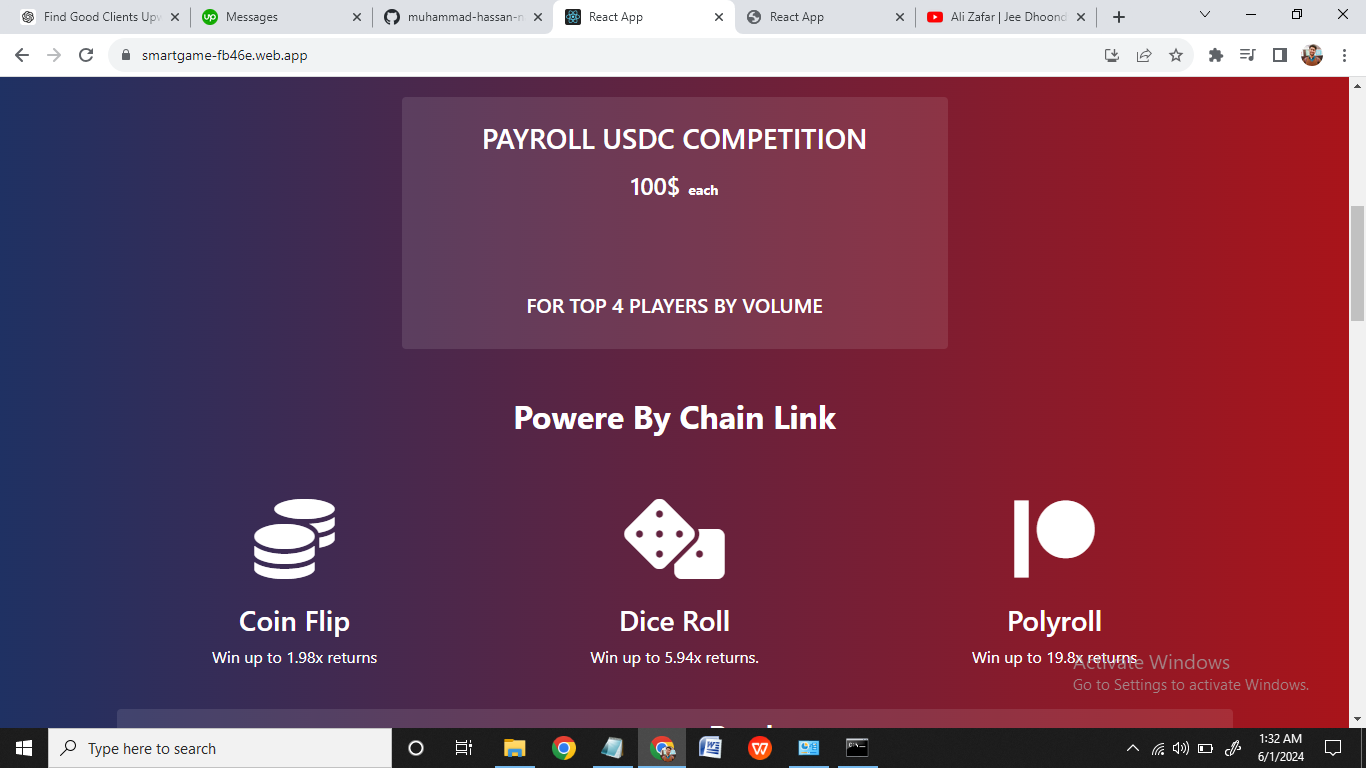 Find Good Clients Upw
Messages
muhammad-hassan-n
React App
React App
Ali Zafar | Jee Dhoond
smartgame-fb46e.web.app
PAYROLL USDC COMPETITION
100$ each
FOR TOP 4 PLAYERS BY VOLUME
Powere By Chain Link
Coin Flip
Win up to 1.98x returns
Dice Roll
Win up to 5.94x returns.
Polyroll
Win up to 19.8x returns
Activate Windows
Go to Settings to activate Windows.
Type here to search
1:32 AM
6/1/2024